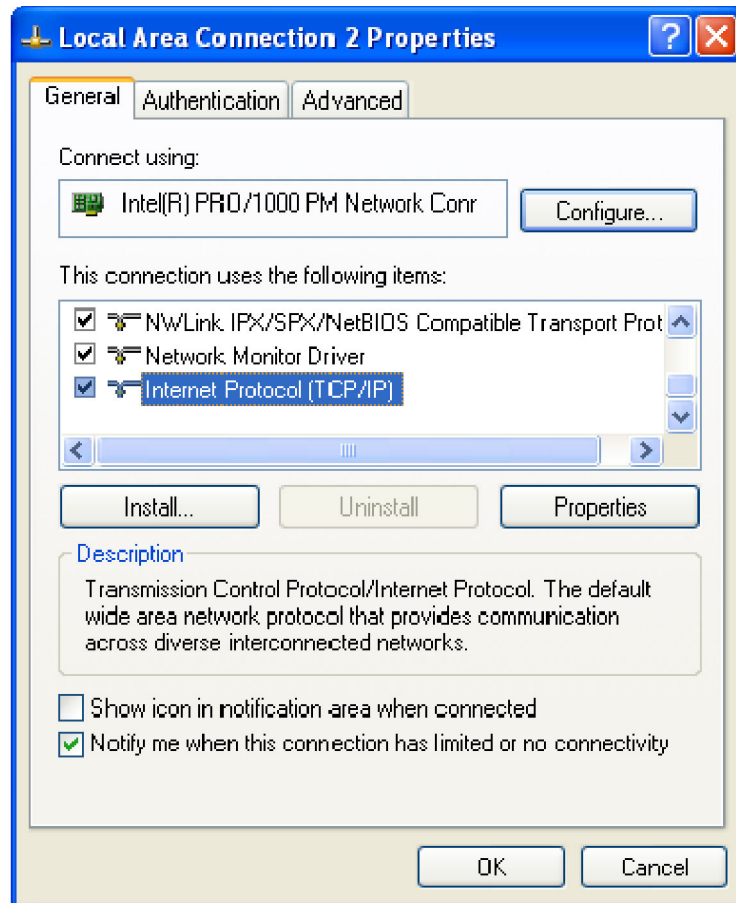 Local Area Connection 2 Properties
General
Authentication
Advanced
Connect using:
Intel(R) PRO/1000 PM Network Conr
Configure...
This connection uses the following items:
NWLink IPX/SPX/NetBIOS Compatible Transport Prot
Network Monitor Driver
Internet Protocol (TCP/IP)
Install...
Uninstall
Properties
Description
Transmission Control Protocol/Internet Protocol. The default
wide area network protocol that provides communication
across diverse interconnected networks.
Show icon in notification area when connected
Notify me when this connection has limited or no connectivity
OK
Cancel